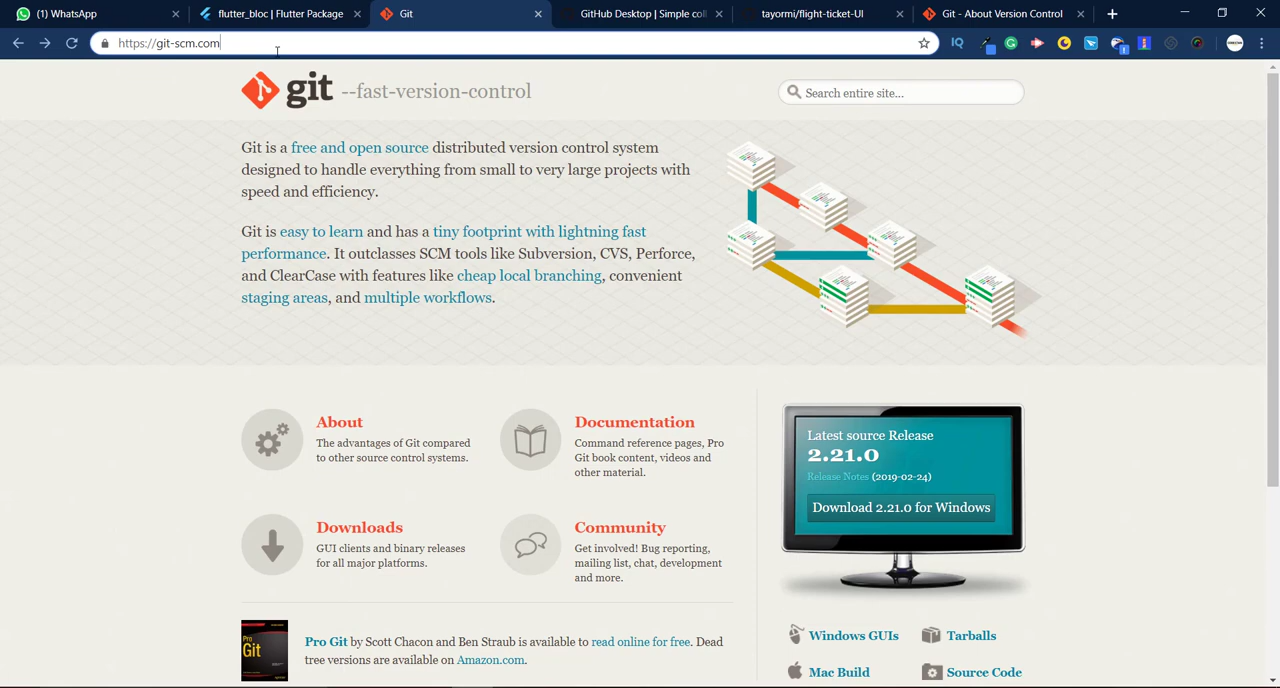 (1) WhatsApp
flutter_bloc | Flutter Package
Git
GitHub Desktop | Simple col
tayormi/flight-ticket-UI
Git - About Version Control
https://git-scm.com
git --fast-version-control
Search entire site...
Git is a free and open source distributed version control system
designed to handle everything from small to very large projects with
speed and efficiency.
Git is easy to learn and has a tiny footprint with lightning fast
performance. It outclasses SCM tools like Subversion, CVS, Perforce,
and ClearCase with features like cheap local branching, convenient
staging areas, and multiple workflows.
About
The advantages of Git compared
to other source control systems.
Documentation
Command reference pages, Pro
Git book content, videos and
other material.
Downloads
GUI clients and binary releases
for all major platforms.
Community
Get involved! Bug reporting,
mailing list, chat, development
and more.
Latest source Release
2.21.0
Release Notes (2019-02-24)
Download 2.21.0 for Windows
Pro
Git
Pro Git by Scott Chacon and Ben Straub is available to read online for free. Dead
tree versions are available on Amazon.com.
Windows GUIs
Tarballs
Mac Build
Source Code